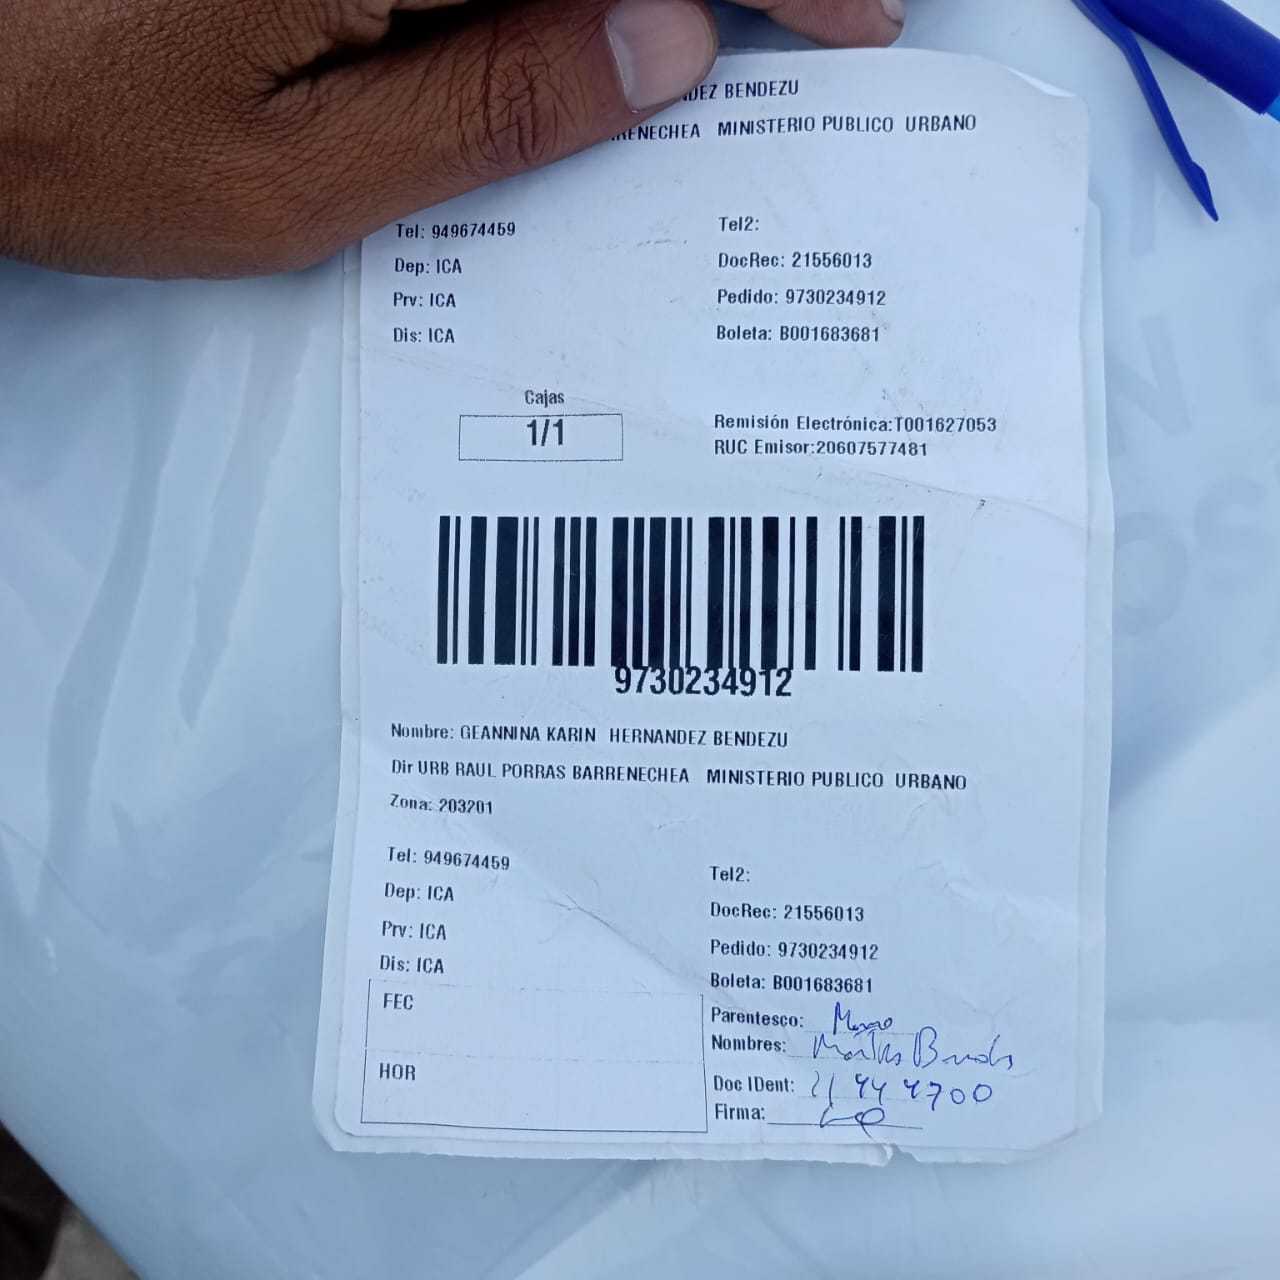 DEZ BENDEZU
RRENECHEA MINISTERIO PUBLICO URBANO
Tel: 949674459
Tel2:
Dep: ICA
DocRec: 21556013
Prv: ICA
Pedido: 9730234912
Dis: ICA
Boleta: B001683681
Cajas
1/1
Remisión Electrónica:T001627053
RUC Emisor:20607577481
9730234912
Nombre: GEANNINA KARIN HERNANDEZ BENDEZU
Dir URB RAUL PORRAS BARRENECHEA MINISTERIO PUBLICO URBANO
Zona: 203201
Tel: 949674459
Tel2:
Dep: ICA
DocRec: 21556013
Prv: ICA
Pedido: 9730234912
Dis: ICA
Boleta: B001683681
FEC
Parentesco:
Nombres:
HOR
Doc IDent: 21444700
Firma: